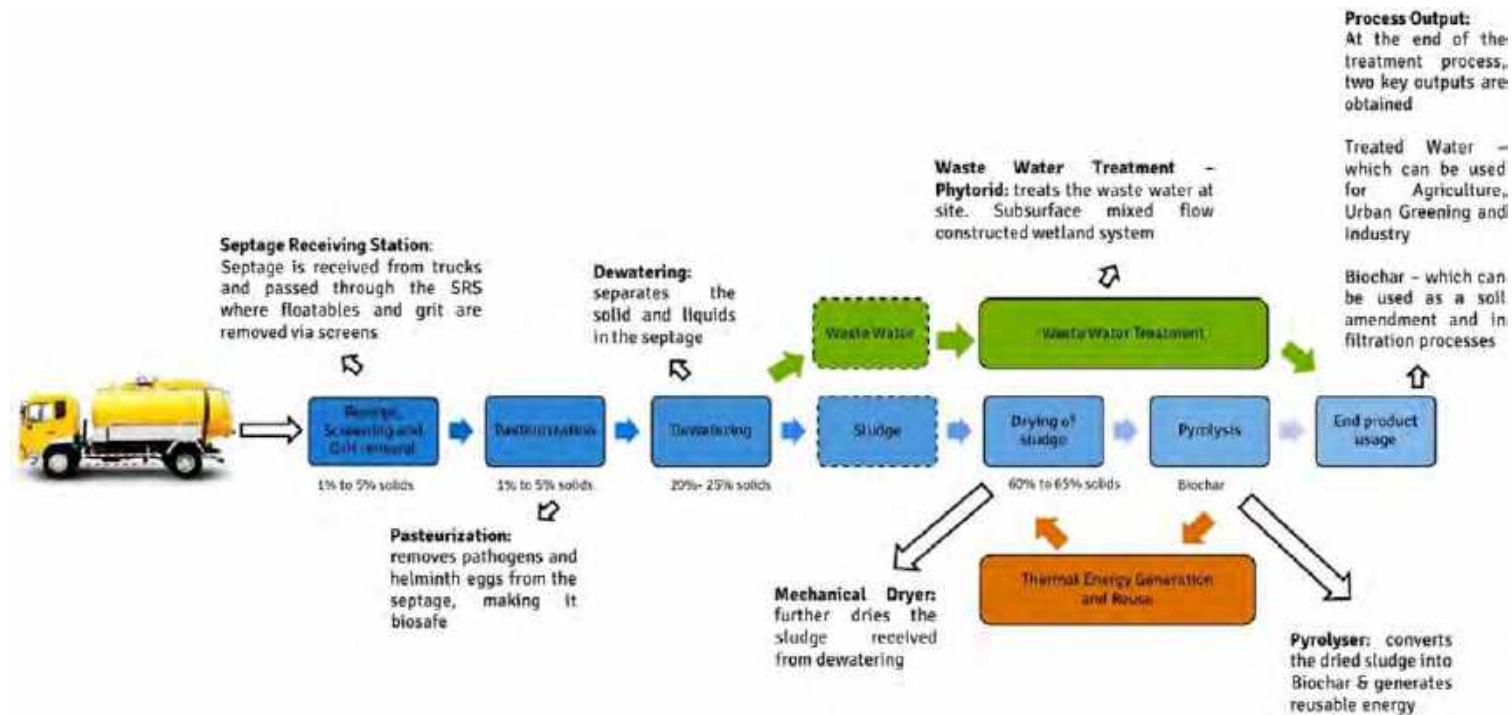 Process Output:
At the end of the
treatment process,
two key outputs are
obtained
Treated Water –
which can be used
for Agriculture,
Urban Greening and
Industry
Biochar – which can
be used as a soil
amendment and in
filtration processes
Waste Water Treatment –
Phytorid: treats the waste water at
site. Subsurface mixed flow
constructed wetland system
Septage Receiving Station:
Septage is received from trucks
and passed through the SRS
where floatables and grit are
removed via screens
Dewatering:
separates the
solid and liquids
in the septage
Waste Water
Waste Water Treatment
Receipt,
Screening and
Grit removal
Pasteurization
Dewatering
Sludge
Drying of
sludge
Pyrolysis
End product
usage
1% to 5% solids
1% to 5% solids
20%- 25% solids
60% to 65% solids
Biochar
Pasteurization:
removes pathogens and
helminth eggs from the
septage, making it
biosafe
Thermal Energy Generation
and Reuse
Mechanical Dryer:
further dries the
sludge received
from dewatering
Pyrolyser: converts
the dried sludge into
Biochar & generates
reusable energy